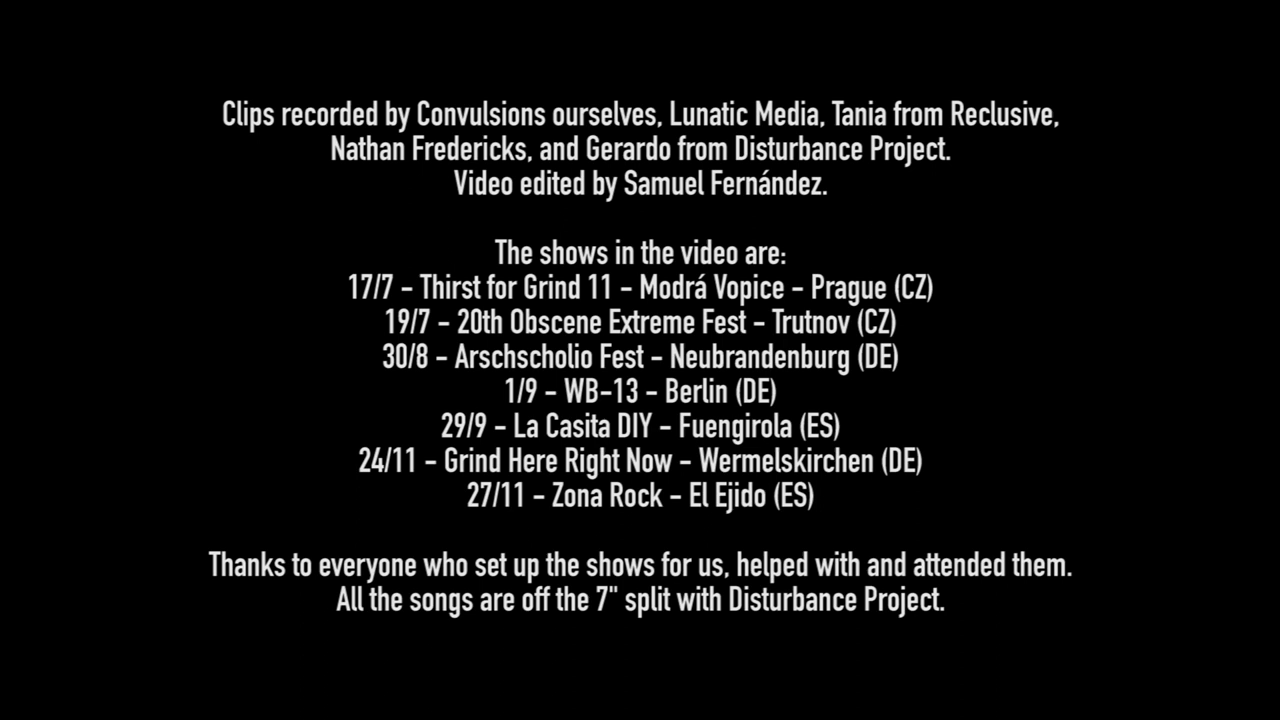 Clips recorded by Convulsions ourselves, Lunatic Media, Tania from Reclusive,
Nathan Fredericks, and Gerardo from Disturbance Project.
Video edited by Samuel Fernández.
The shows in the video are:
17/7 - Thirst for Grind 11 - Modrá Vopice - Prague (CZ)
19/7 - 20th Obscene Extreme Fest - Trutnov (CZ)
30/8 - Arschscholio Fest - Neubrandenburg (DE)
1/9 - WB-13 - Berlin (DE)
29/9 - La Casita DIY - Fuengirola (ES)
24/11 - Grind Here Right Now - Wermelskirchen (DE)
27/11 - Zona Rock - El Ejido (ES)
Thanks to everyone who set up the shows for us, helped with and attended them.
All the songs are off the 7" split with Disturbance Project.